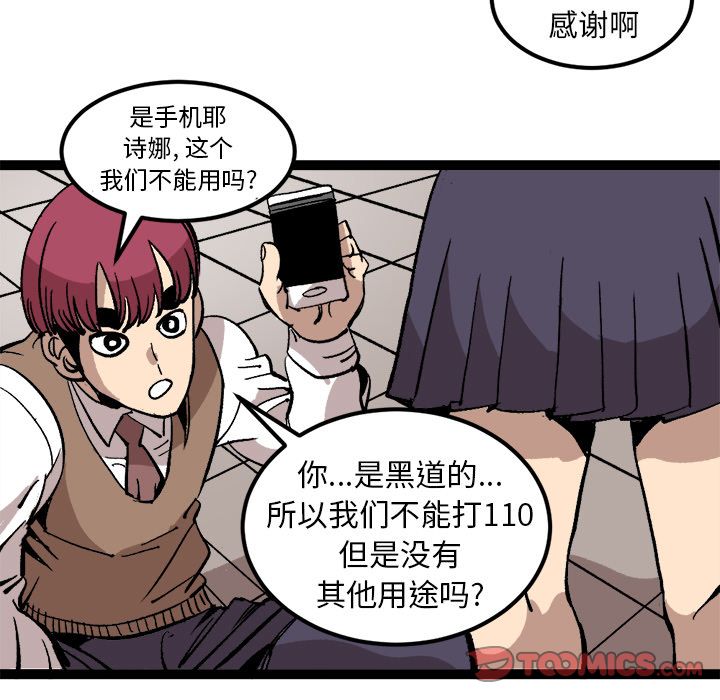 感谢啊
是手机耶
诗娜, 这个
我们不能用吗?
你...是黑道的...
所以我们不能打110
但是没有
其他用途吗?
TOOMICS.COM